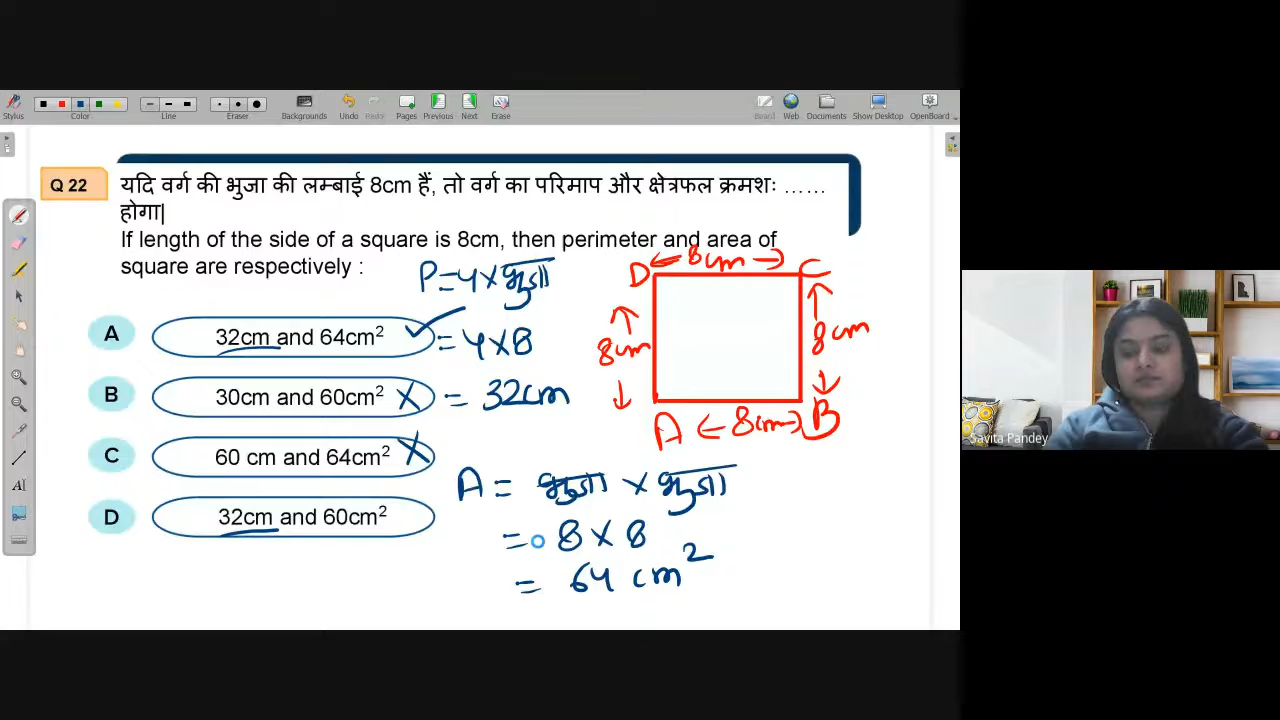 Stylus
Color
Line
Eraser
Backgrounds
Undo
Redo
Pages
Previous
Next
Erase
Board
Web
Documents
Show Desktop
OpenBoard
Q 22
यदि वर्ग की भुजा की लम्बाई 8cm हैं, तो वर्ग का परिमाप और क्षेत्रफल क्रमशः ……
होगा|
If length of the side of a square is 8cm, then perimeter and area of
square are respectively :
A
32cm and 64cm²
B
30cm and 60cm²
C
60 cm and 64cm²
D
32cm and 60cm²
P=4×भुजा
=4×8
= 32cm
D
8cm
C
8cm
8cm
A
8cm
B
A = भुजा × भुजा
= 8×8
= 64 cm²
Savita Pandey